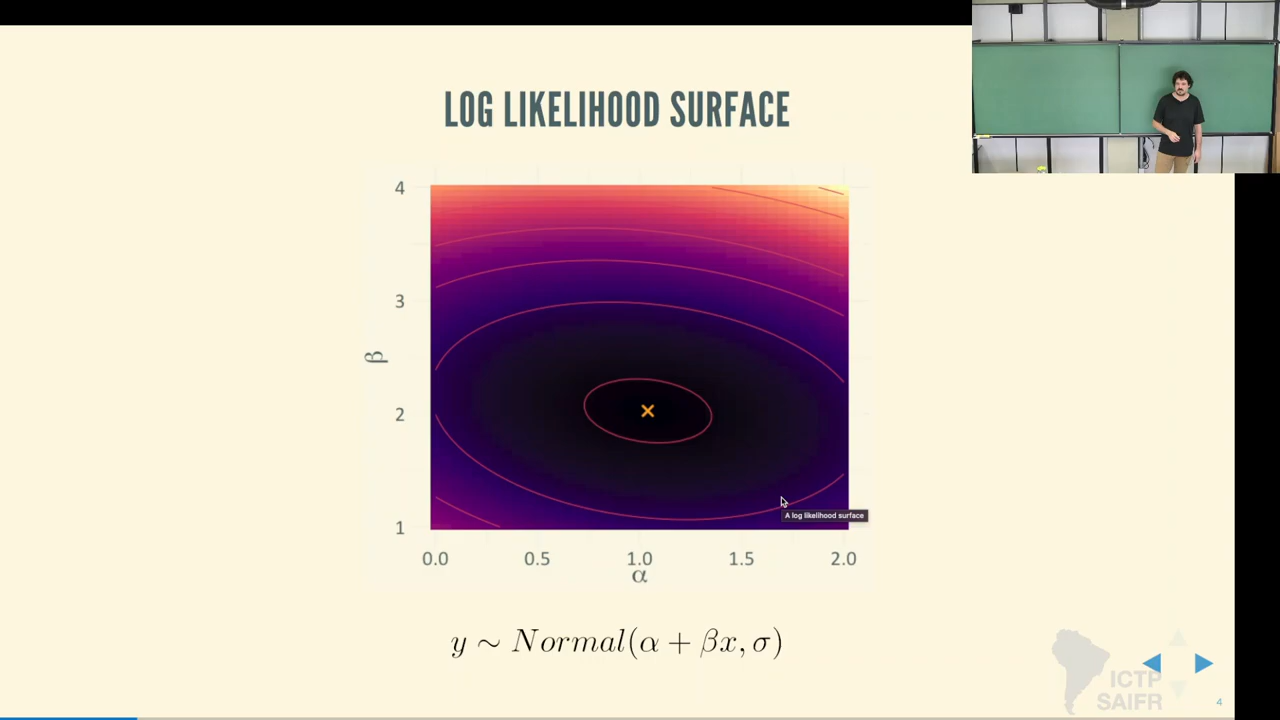 LOG LIKELIHOOD SURFACE
4
3
β
2
1
A log likelihood surface
0.0 0.5 1.0 1.5 2.0
α
y ∼ Normal(α + βx, σ)
ICTP
SAIFR
4